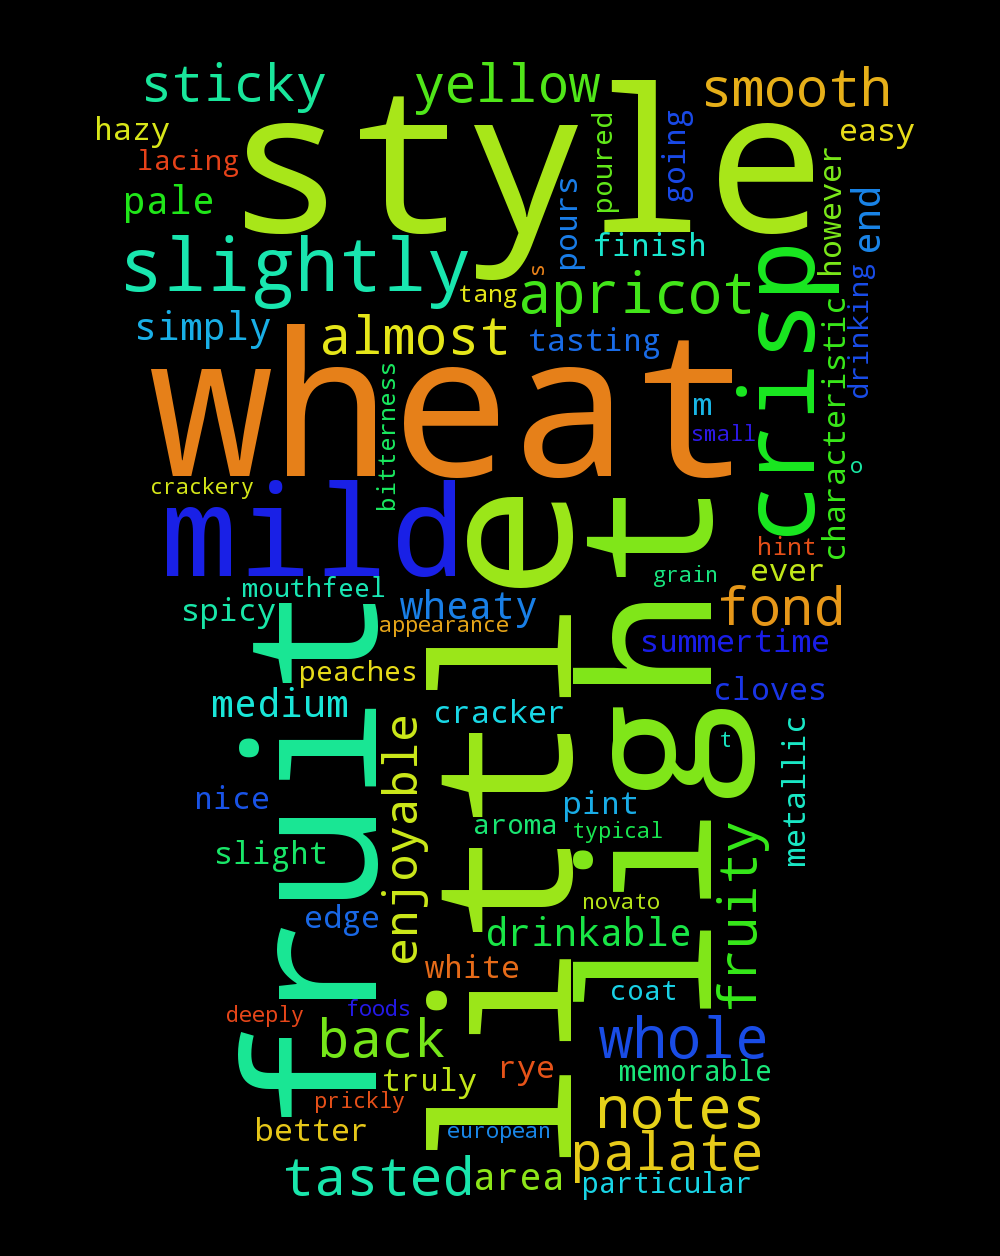 sticky
yellow
smooth
hazy
style
easy
lacing
poured
going
pale
pours
however
end
slightly
finish
s
tang
apricot
crisp
drinking
simply
almost
tasting
characteristic
wheat
bitterness
m
small
o
crackery
mild
little
light
hint
ever
grain
mouthfeel
spicy
wheaty
fond
appearance
summertime
fruit
peaches
cloves
medium
cracker
enjoyable
t
metallic
nice
pint
aroma
typical
slight
fruity
novato
edge
drinkable
white
coat
deeply
foods
back
whole
rye
memorable
truly
prickly
notes
better
european
palate
tasted
area
particular